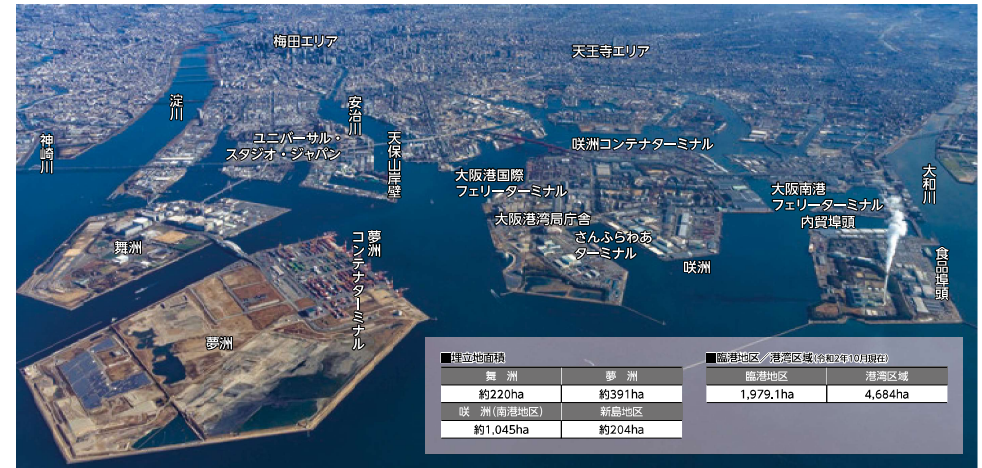 梅田エリア
天王寺エリア
淀川
安治川
神崎川
ユニバーサル・
スタジオ・ジャパン
天保山岸壁
咲洲コンテナターミナル
大阪港国際
フェリーターミナル
大阪南港
フェリーターミナル
大和川
大阪港湾局庁舎
内貿埠頭
舞洲
夢洲
コンテナターミナル
さんふらわあ
ターミナル
咲洲
食品埠頭
夢洲
■埋立地面積
舞 洲 夢 洲
約220ha 約391ha
咲 洲(南港地区) 新島地区
約1,045ha 約204ha
■臨港地区/港湾区域(令和2年10月現在)
臨港地区 港湾区域
1,979.1ha 4,684ha